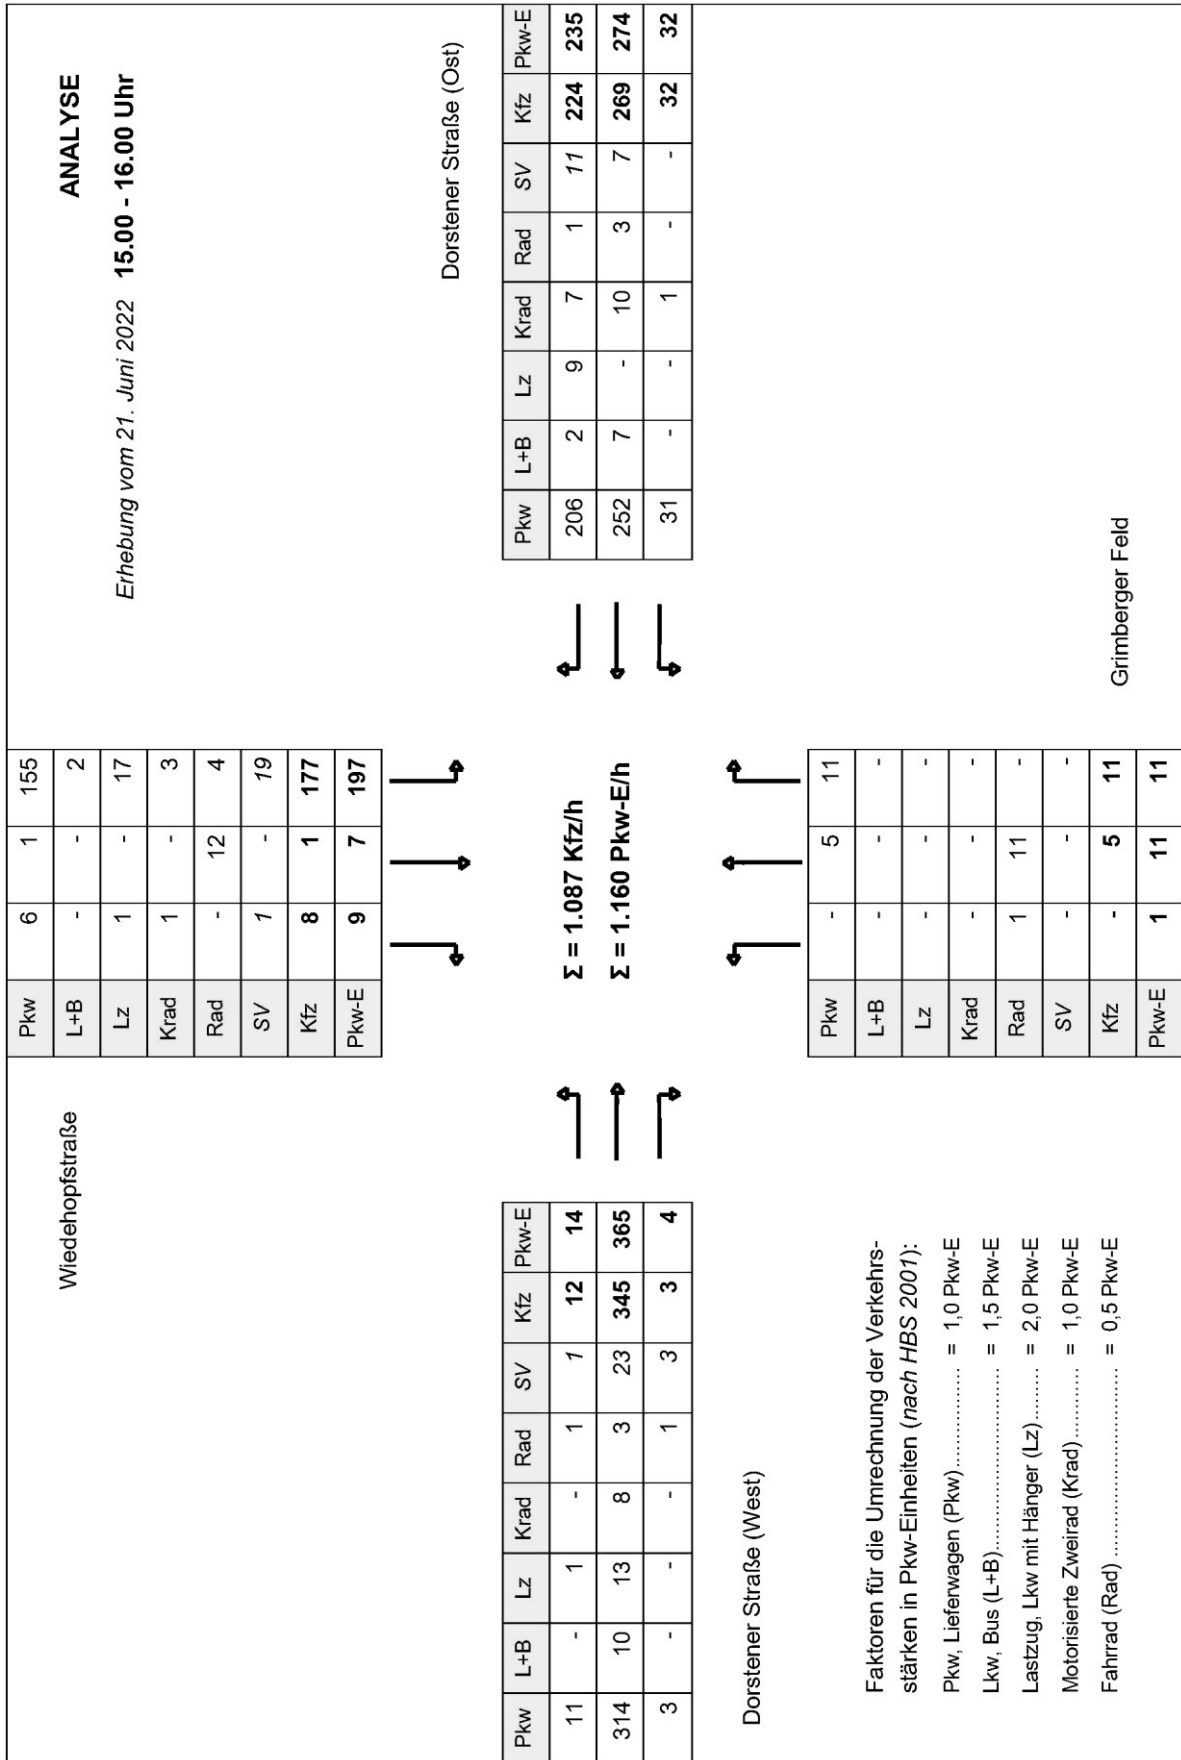 ANALYSE
Erhebung vom 21. Juni 2022 15.00 - 16.00 Uhr
Wiedehopfstraße
Pkw 6 1 155
L+B - - 2
Lz 1 - 17
Krad 1 - 3
Rad - 12 4
SV 1 - 19
Kfz 8 1 177
Pkw-E 9 7 197
Dorstener Straße (Ost)
Pkw L+B Lz Krad Rad SV Kfz Pkw-E
206 2 9 7 1 11 224 235
252 7 - 10 3 7 269 274
31 - - 1 - - 32 32
Σ = 1.087 Kfz/h
Σ = 1.160 Pkw-E/h
Pkw L+B Lz Krad Rad SV Kfz Pkw-E
11 - 1 - 1 1 12 14
314 10 13 8 3 23 345 365
3 - - - 1 3 3 4
Dorstener Straße (West)
Pkw - 5 11
L+B - - -
Lz - - -
Krad - - -
Rad 1 11 -
SV - - -
Kfz - 5 11
Pkw-E 1 11 11
Grimberger Feld
Faktoren für die Umrechnung der Verkehrs-
stärken in Pkw-Einheiten (nach HBS 2001):
Pkw, Lieferwagen (Pkw)................. = 1,0 Pkw-E
Lkw, Bus (L+B)............................... = 1,5 Pkw-E
Lastzug, Lkw mit Hänger (Lz).......... = 2,0 Pkw-E
Motorisierte Zweirad (Krad)............ = 1,0 Pkw-E
Fahrrad (Rad) ................................. = 0,5 Pkw-E